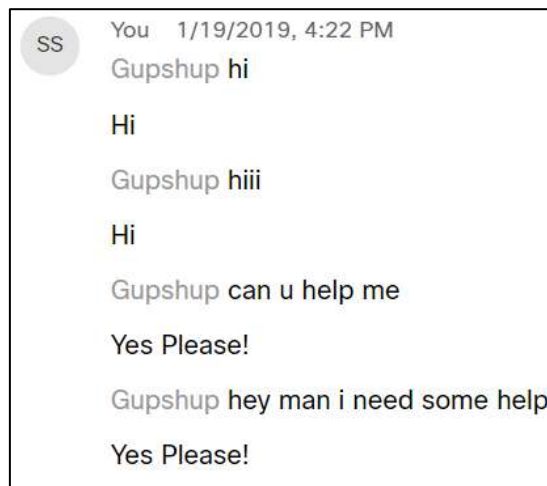 SS
You 1/19/2019, 4:22 PM
Gupshup hi
Hi
Gupshup hiii
Hi
Gupshup can u help me
Yes Please!
Gupshup hey man i need some help
Yes Please!